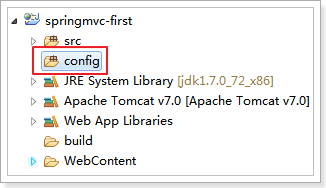 springmvc-first
src
config
JRE System Library [jdk1.7.0_72_x86]
Apache Tomcat v7.0 [Apache Tomcat v7.0]
Web App Libraries
build
WebContent